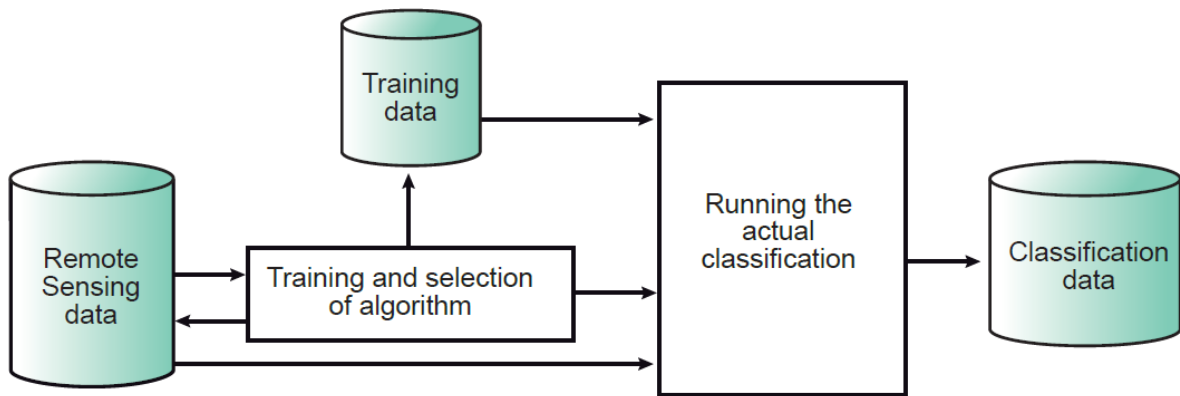 Training
data
Remote
Sensing
data
Training and selection
of algorithm
Running the
actual
classification
Classification
data